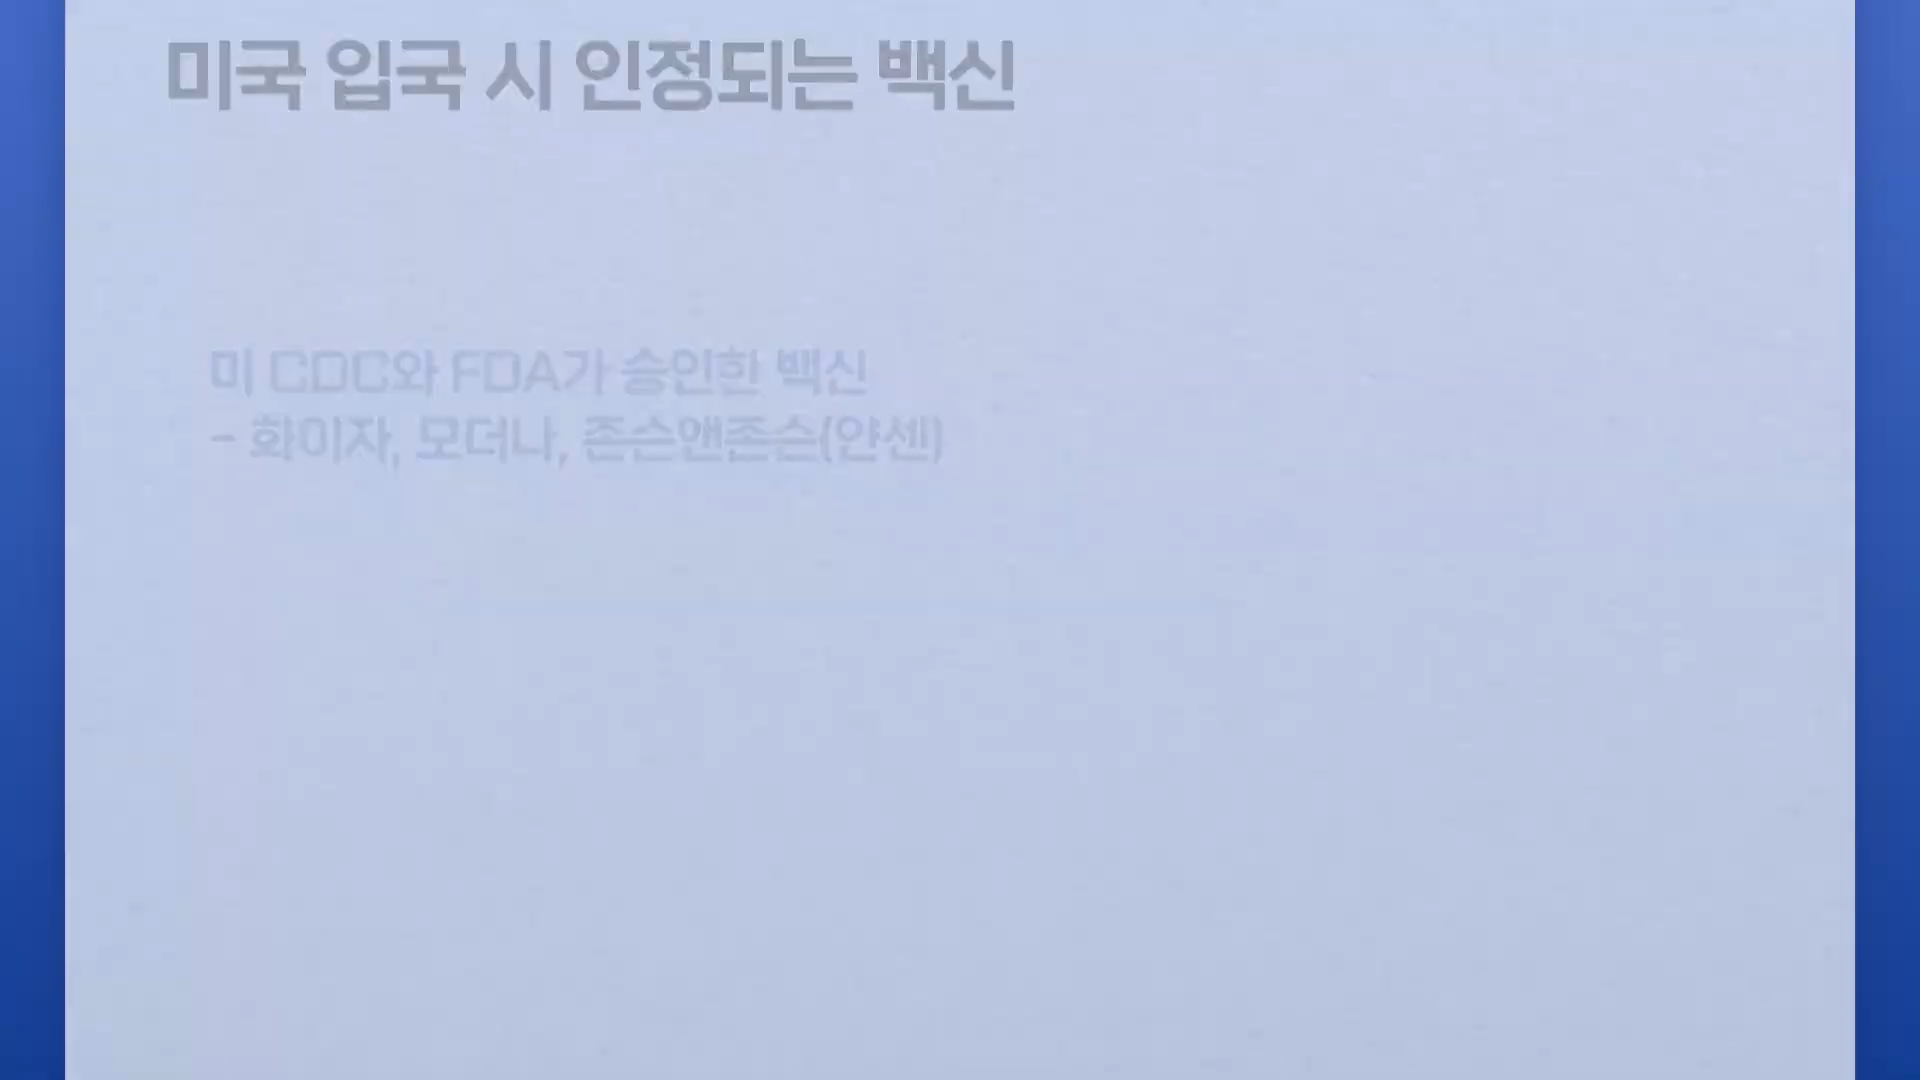 미국 입국 시 인정되는 백신
미 CDC와 FDA가 승인한 백신
- 화이자, 모더나, 존슨앤존슨(얀센)